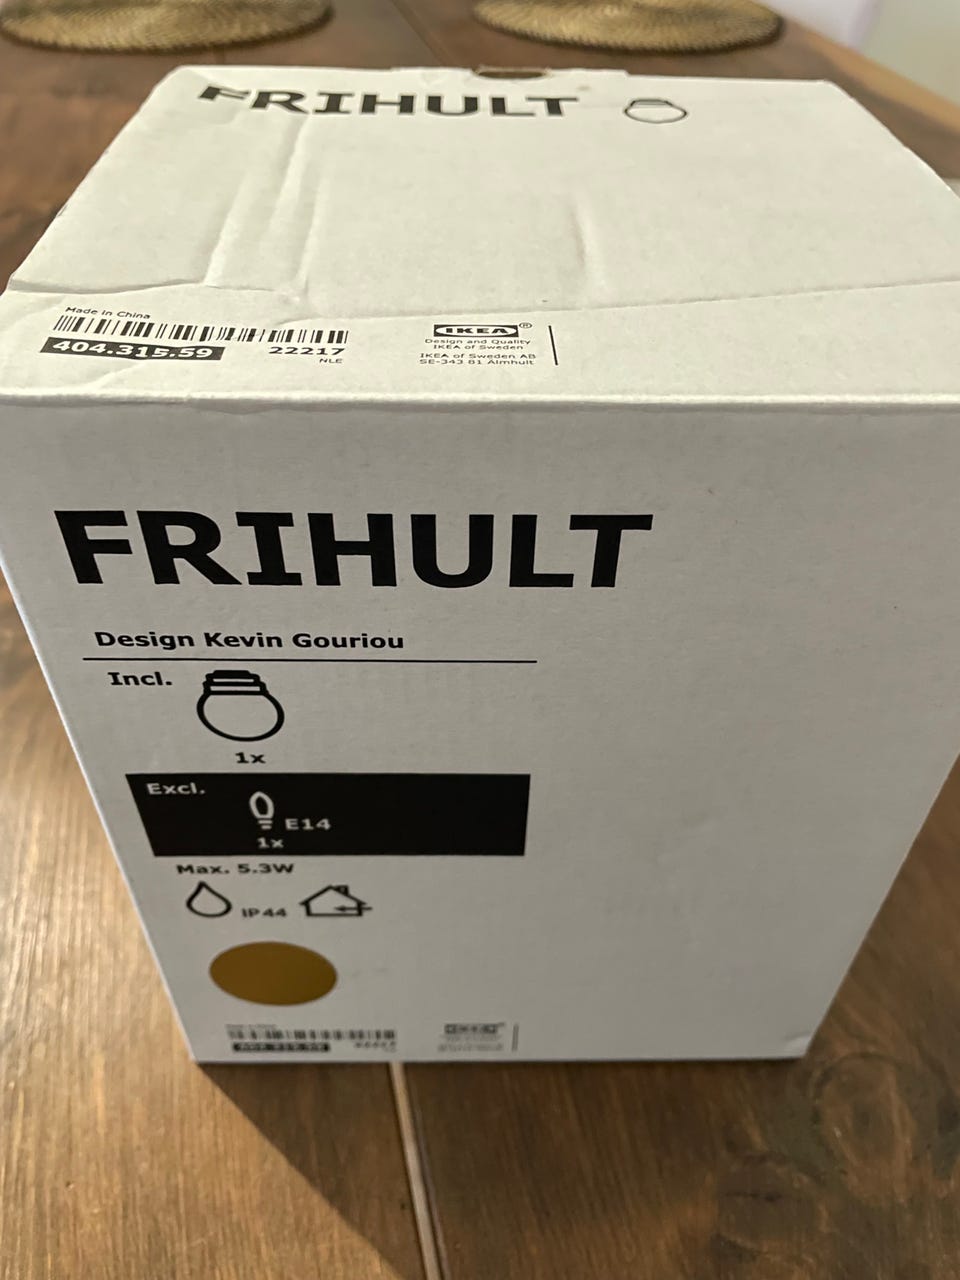 FRIHULT
Made in China
404.315.59
22217
NLE
IKEA®
Design and Quality
IKEA of Sweden
IKEA of Sweden AB
SE-343 81 Älmhult
FRIHULT
Design Kevin Gouriou
Incl.
1x
Excl.
E14
1x
Max. 5.3W
IP44
IKEA